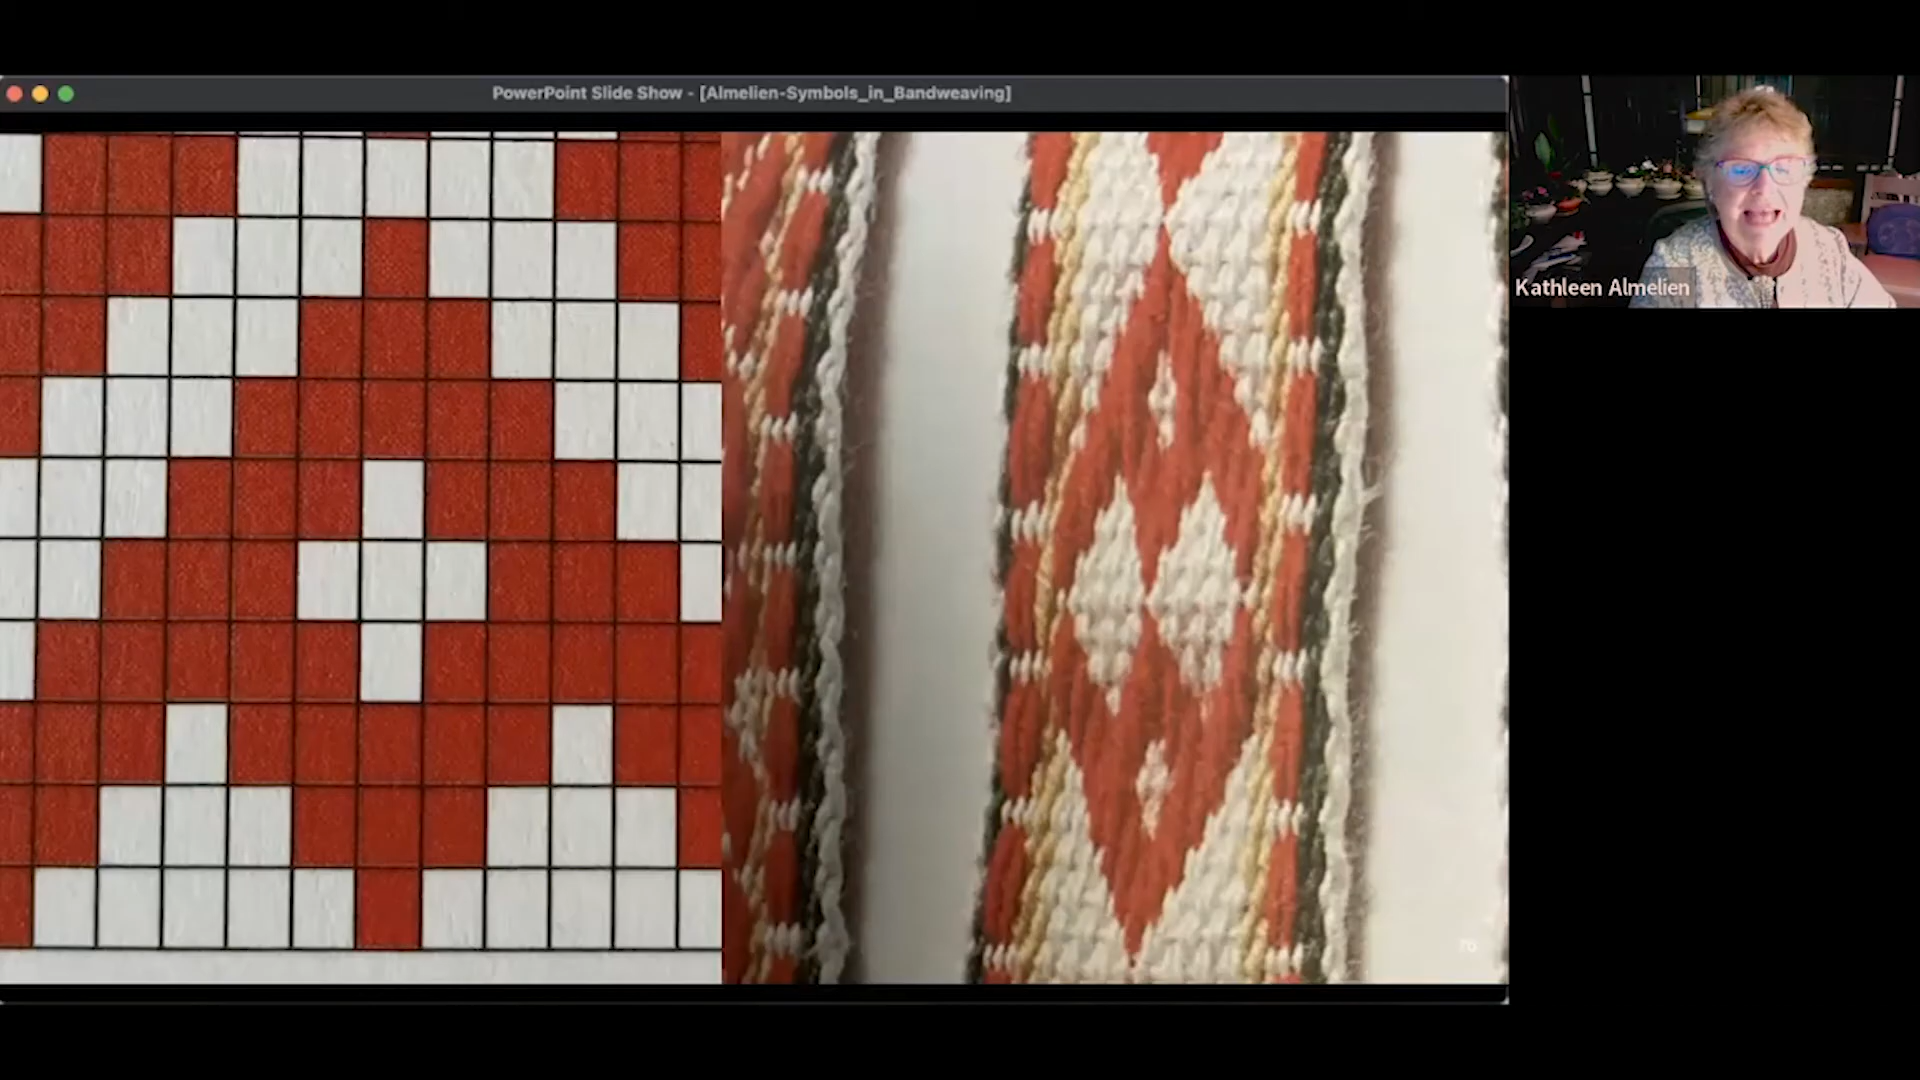 PowerPoint Slide Show - [Almelien-Symbols_in_Bandweaving]
Kathleen Almelien